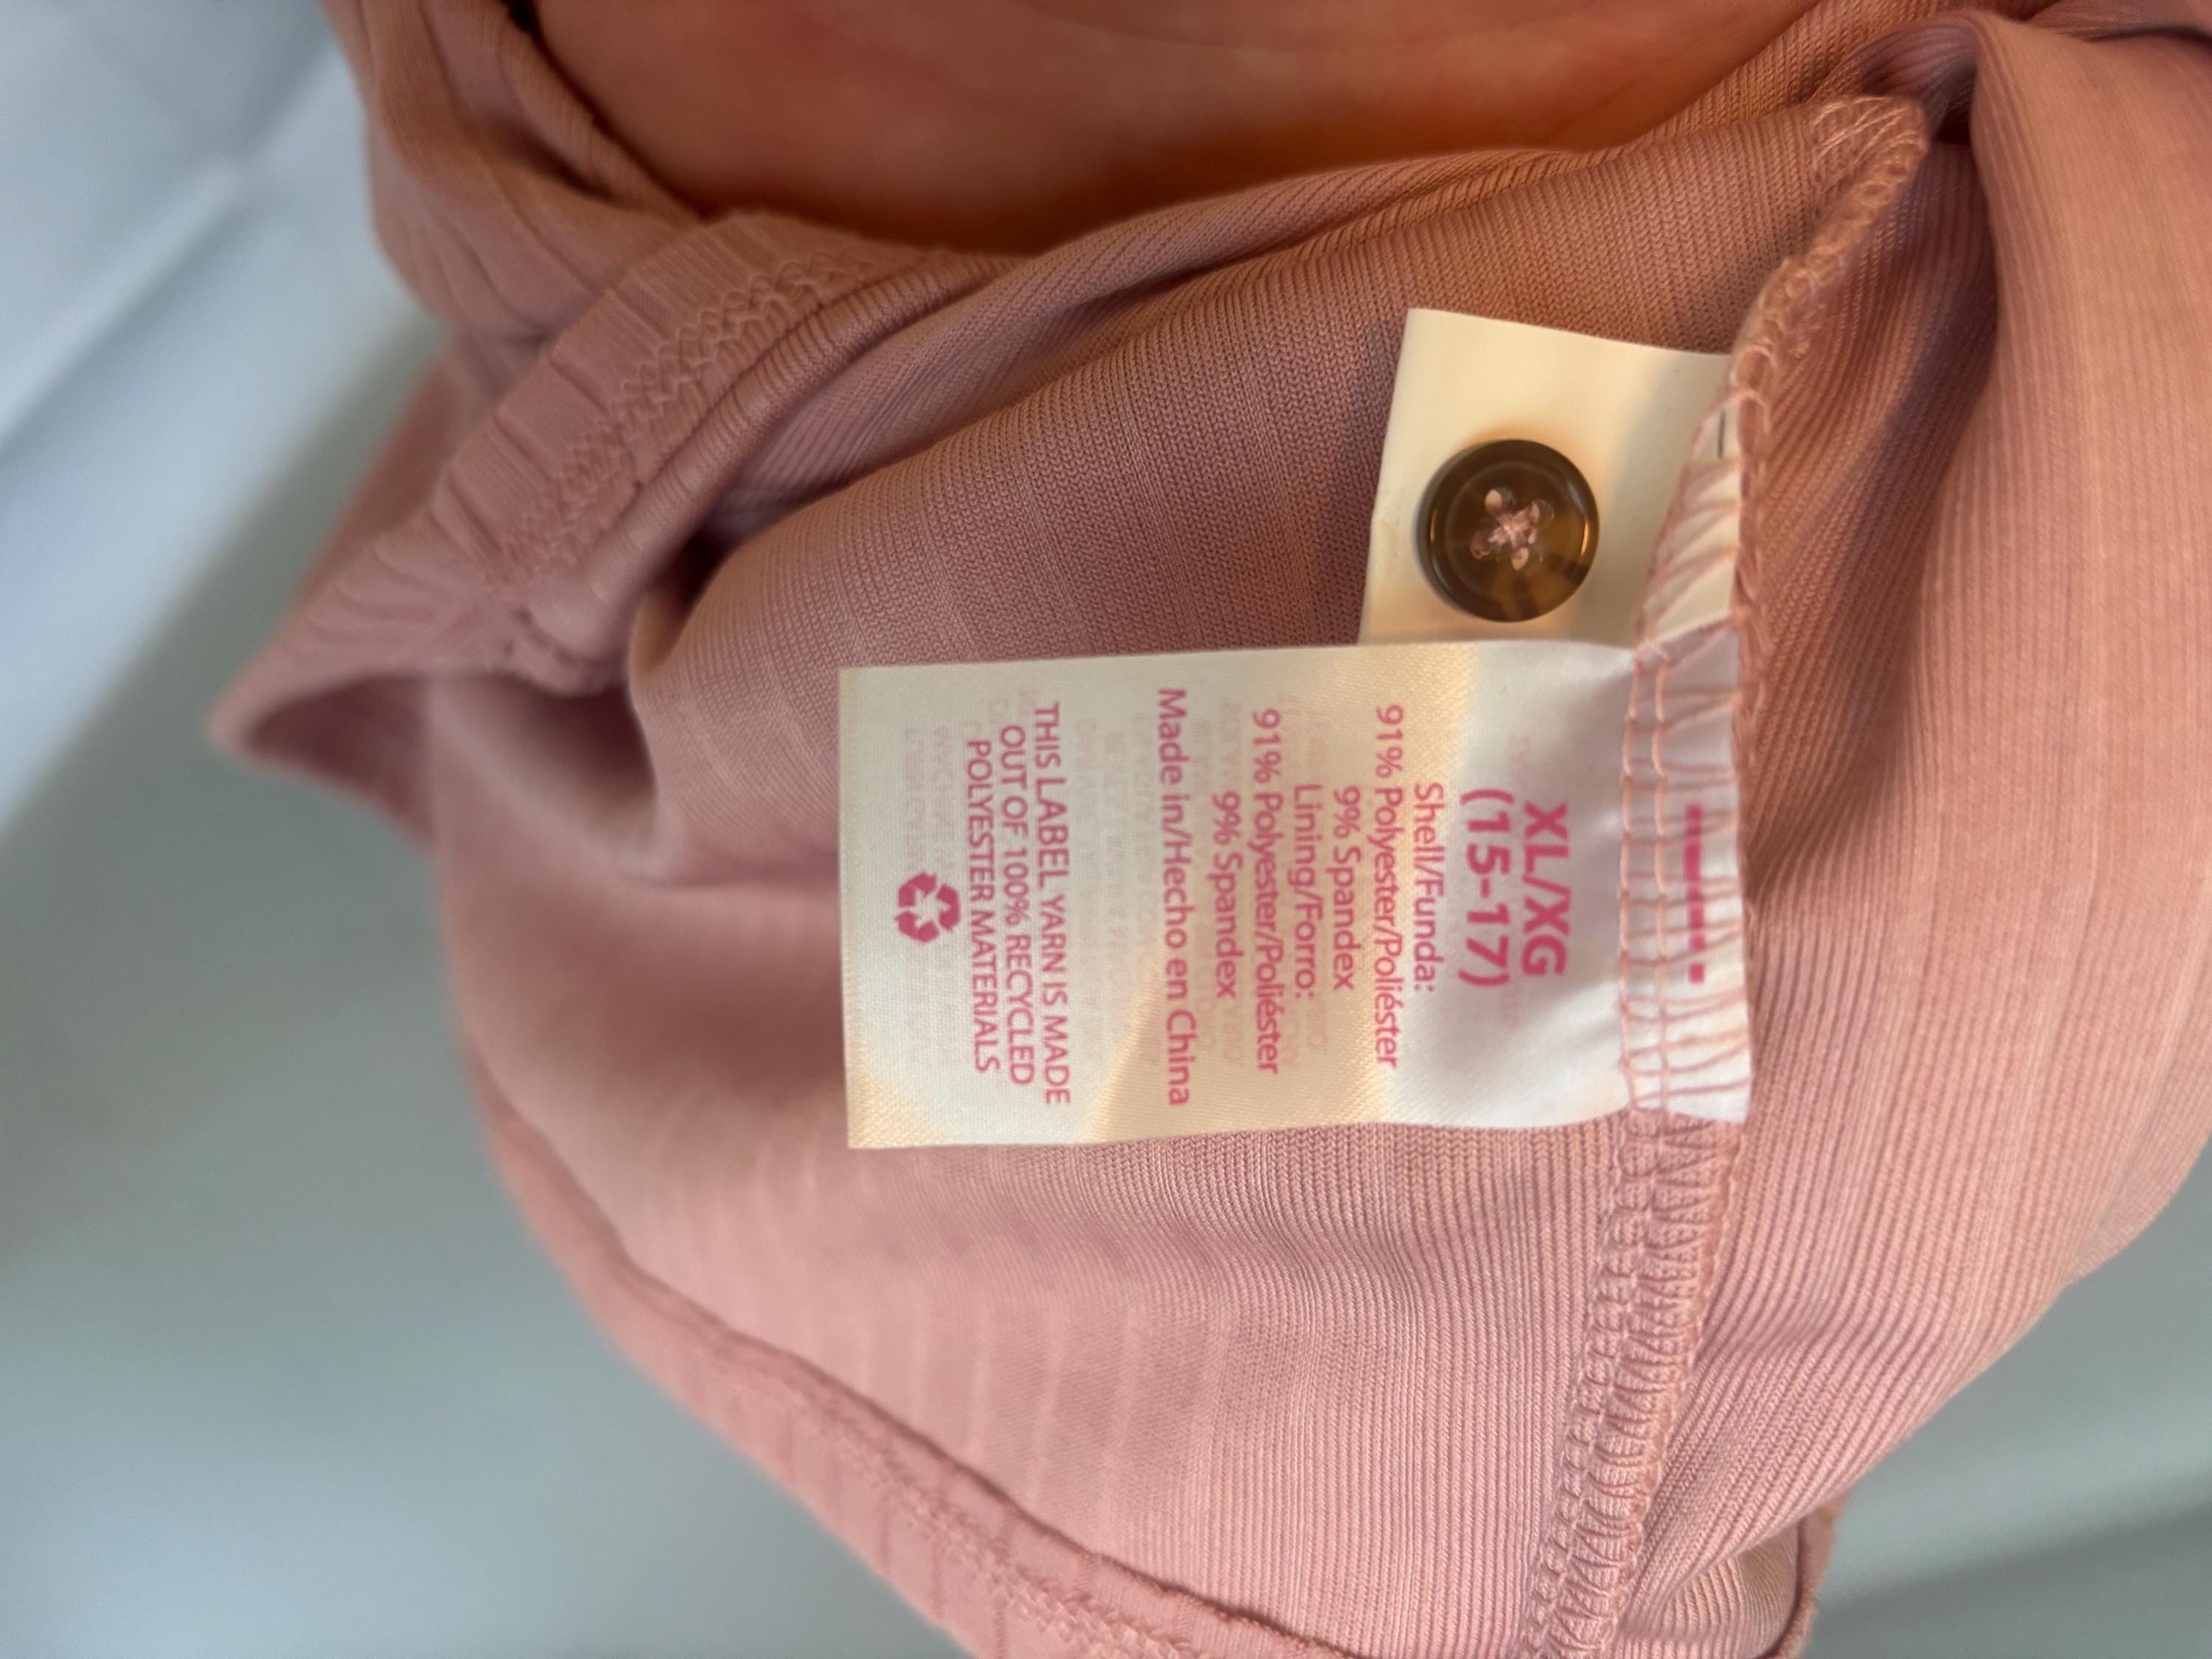 XL/XG
(15-17)
Shell/Funda:
91% Polyester/Poliéster
9% Spandex
Lining/Forro:
91% Polyester/Poliéster
9% Spandex
Made in/Hecho en China
THIS LABEL YARN IS MADE
OUT OF 100% RECYCLED
POLYESTER MATERIALS